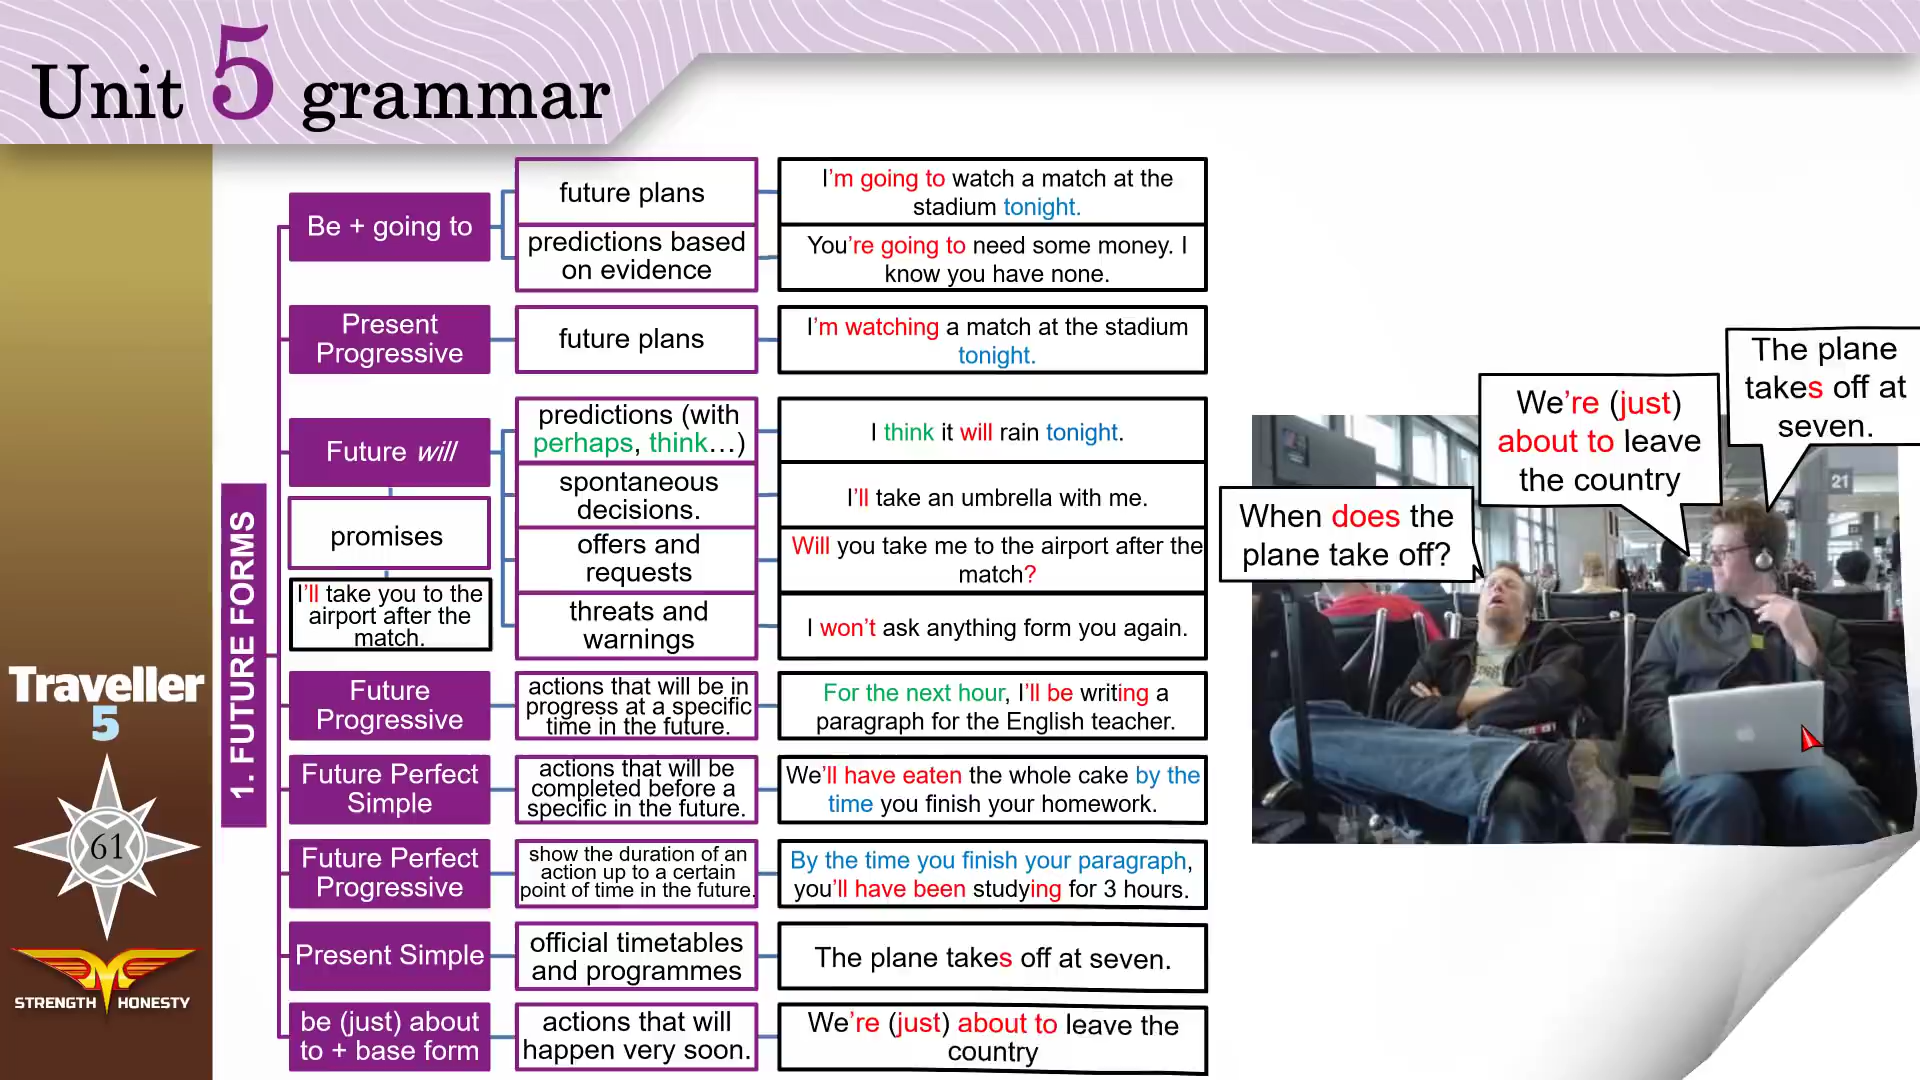 Unit 5 grammar
1. FUTURE FORMS
Be + going to
future plans
I'm going to watch a match at the
stadium tonight.
predictions based
on evidence
You're going to need some money. I
know you have none.
Present
Progressive
future plans
I'm watching a match at the stadium
tonight.
Future will
predictions (with
perhaps, think…)
I think it will rain tonight.
spontaneous
decisions.
I'll take an umbrella with me.
offers and
requests
Will you take me to the airport after the
match?
threats and
warnings
I won't ask anything form you again.
promises
I'll take you to the
airport after the
match.
Future
Progressive
actions that will be in
progress at a specific
time in the future.
For the next hour, I'll be writing a
paragraph for the English teacher.
Future Perfect
Simple
actions that will be
completed before a
specific in the future.
We'll have eaten the whole cake by the
time you finish your homework.
Future Perfect
Progressive
show the duration of an
action up to a certain
point of time in the future.
By the time you finish your paragraph,
you'll have been studying for 3 hours.
Present Simple
official timetables
and programmes
The plane takes off at seven.
be (just) about
to + base form
actions that will
happen very soon.
We're (just) about to leave the
country
When does the
plane take off?
We're (just)
about to leave
the country
The plane
takes off at
seven.
21
Traveller
5
61
STRENGTH HONESTY